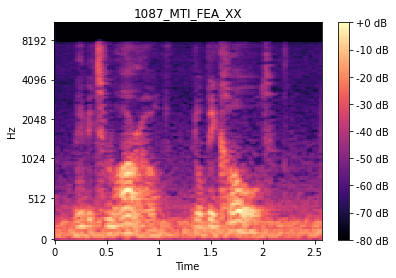 1087_MTI_FEA_XX
+0 dB
8192
-10 dB
4096
-20 dB
-30 dB
2048
Hz
-40 dB
1024
-50 dB
512
-60 dB
-70 dB
0
-80 dB
0 0.5 1 1.5 2 2.5
Time